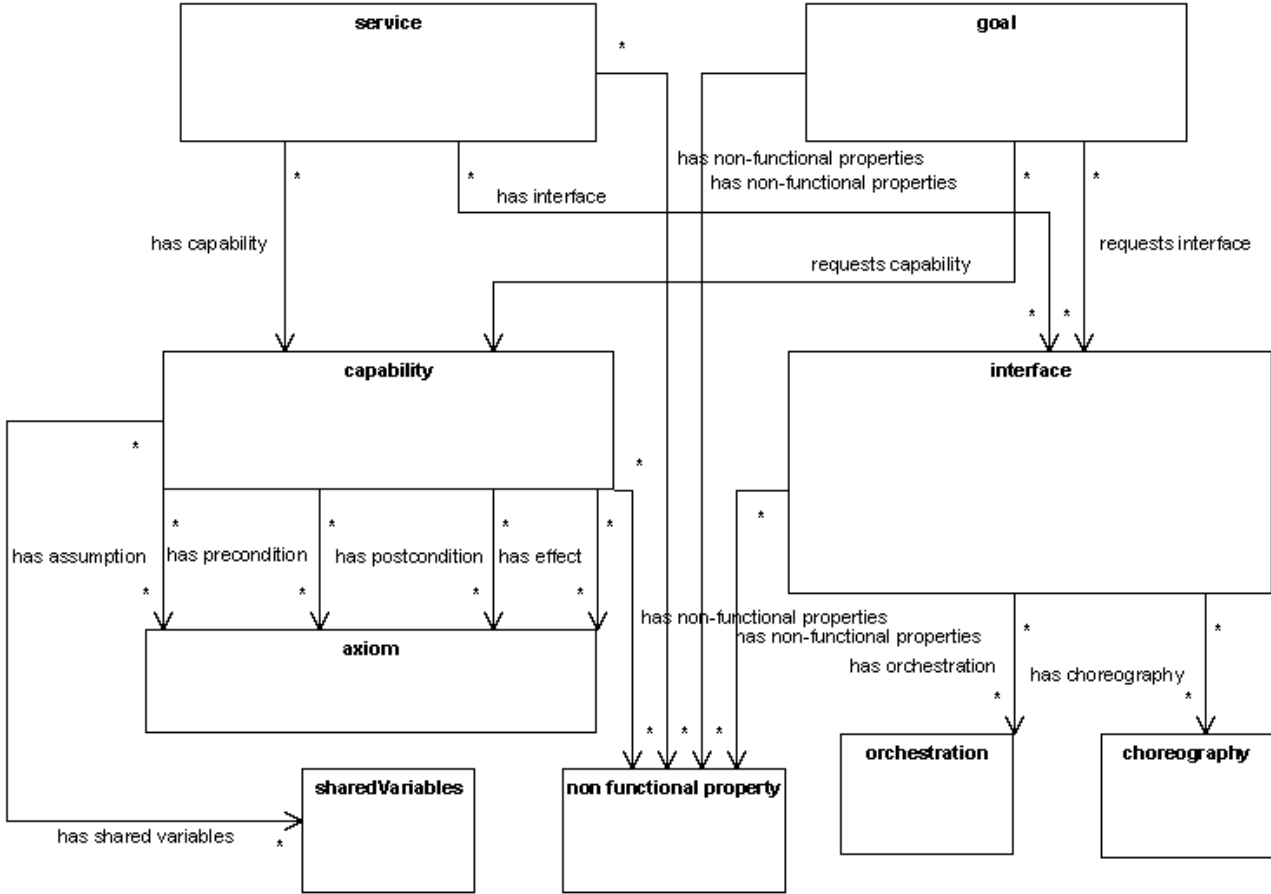 service
goal
*
*
*
*
*
has non-functional properties
has non-functional properties
has interface
has capability
requests capability
requests interface
*
*
capability
interface
*
*
*
*
*
*
*
has assumption
has precondition
has postcondition
has effect
*
*
*
*
has non-functional properties
has non-functional properties
*
*
axiom
has orchestration
has choreography
*
*
*
*
*
orchestration
choreography
sharedVariables
non functional property
has shared variables
*